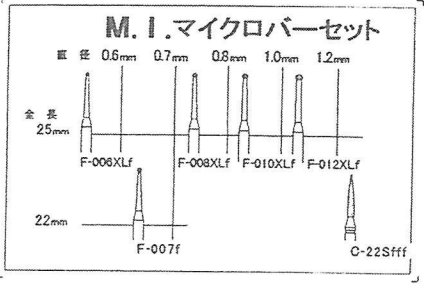 M.I.マイクロバーセット
直径 0.6mm 0.7mm 0.8mm 1.0mm 1.2mm
全長
25mm
F-006XLf F-008XLf F-010XLf F-012XLf
22mm
F-007f C-22Sfff